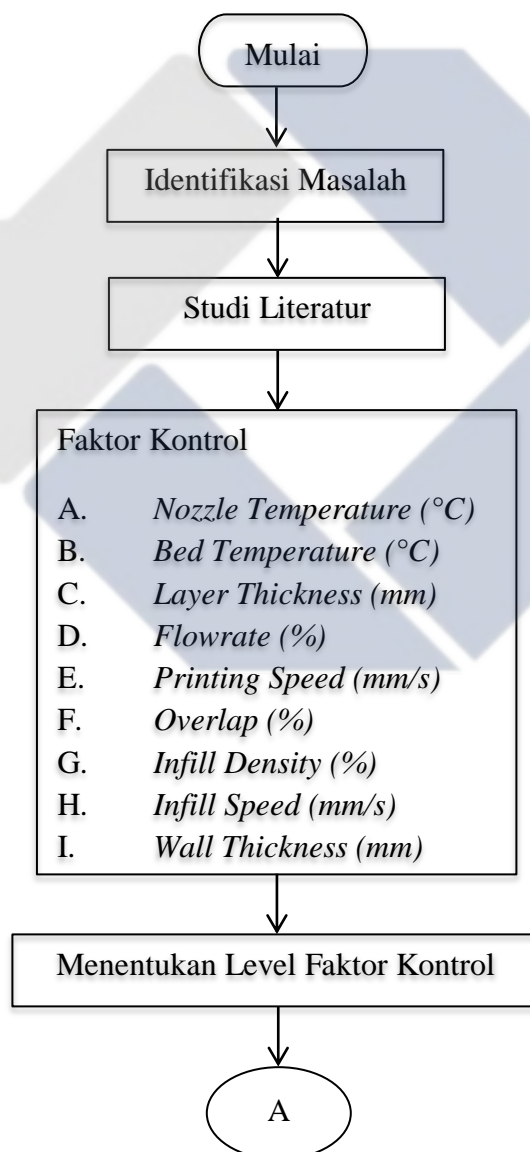 Mulai
Identifikasi Masalah
Studi Literatur
Faktor Kontrol
A. Nozzle Temperature (°C)
B. Bed Temperature (°C)
C. Layer Thickness (mm)
D. Flowrate (%)
E. Printing Speed (mm/s)
F. Overlap (%)
G. Infill Density (%)
H. Infill Speed (mm/s)
I. Wall Thickness (mm)
Menentukan Level Faktor Kontrol
A